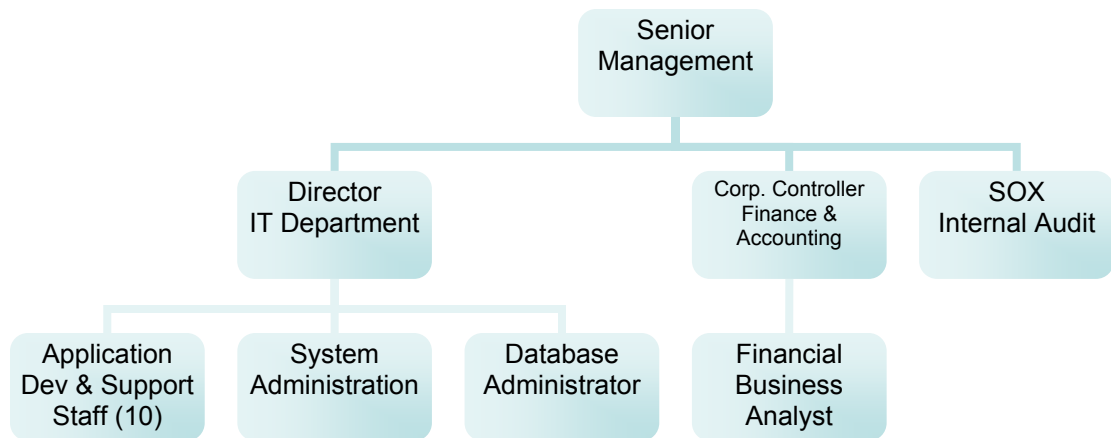 Senior
Management
Director
IT Department
Corp. Controller
Finance &
Accounting
SOX
Internal Audit
Application
Dev & Support
Staff (10)
System
Administration
Database
Administrator
Financial
Business
Analyst